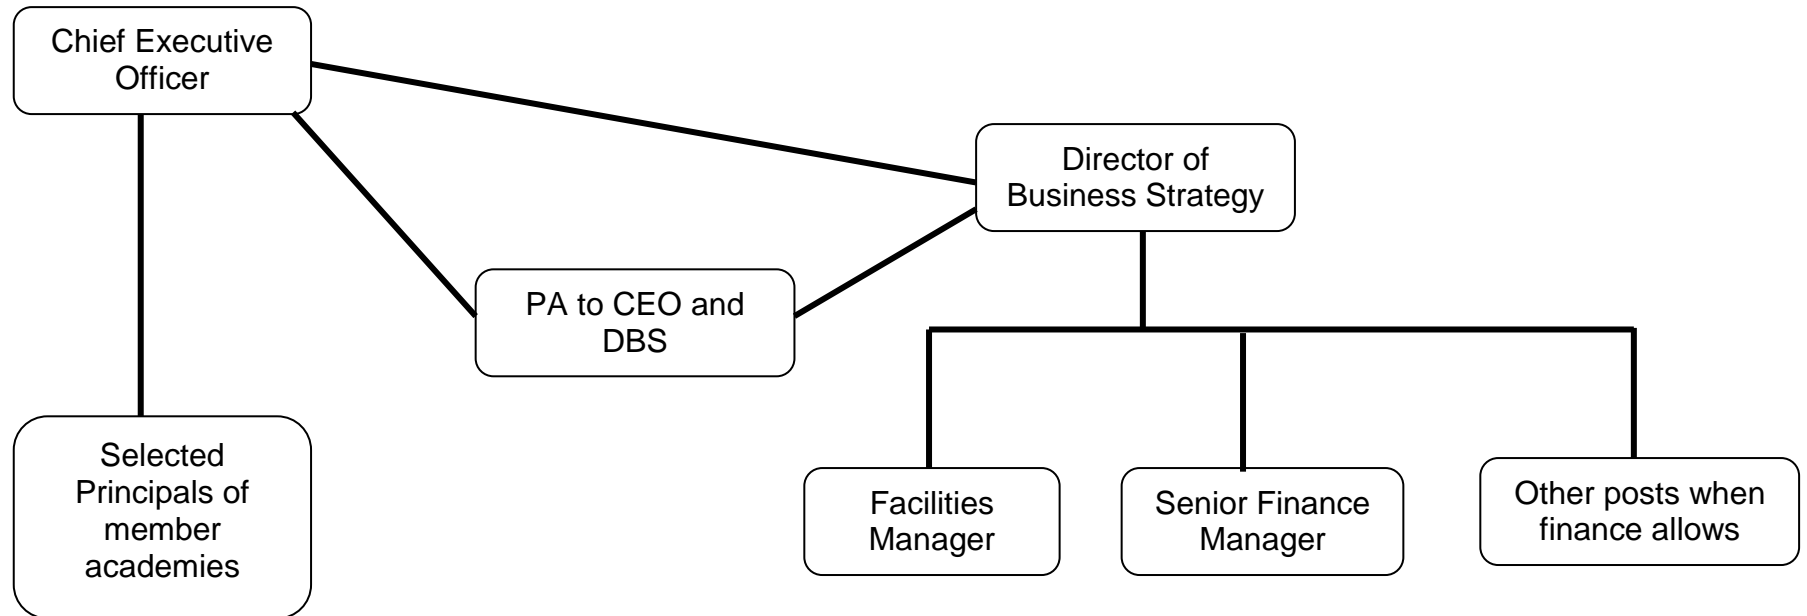 Chief Executive
Officer
Director of
Business Strategy
PA to CEO and
DBS
Selected
Principals of
member
academies
Facilities
Manager
Senior Finance
Manager
Other posts when
finance allows